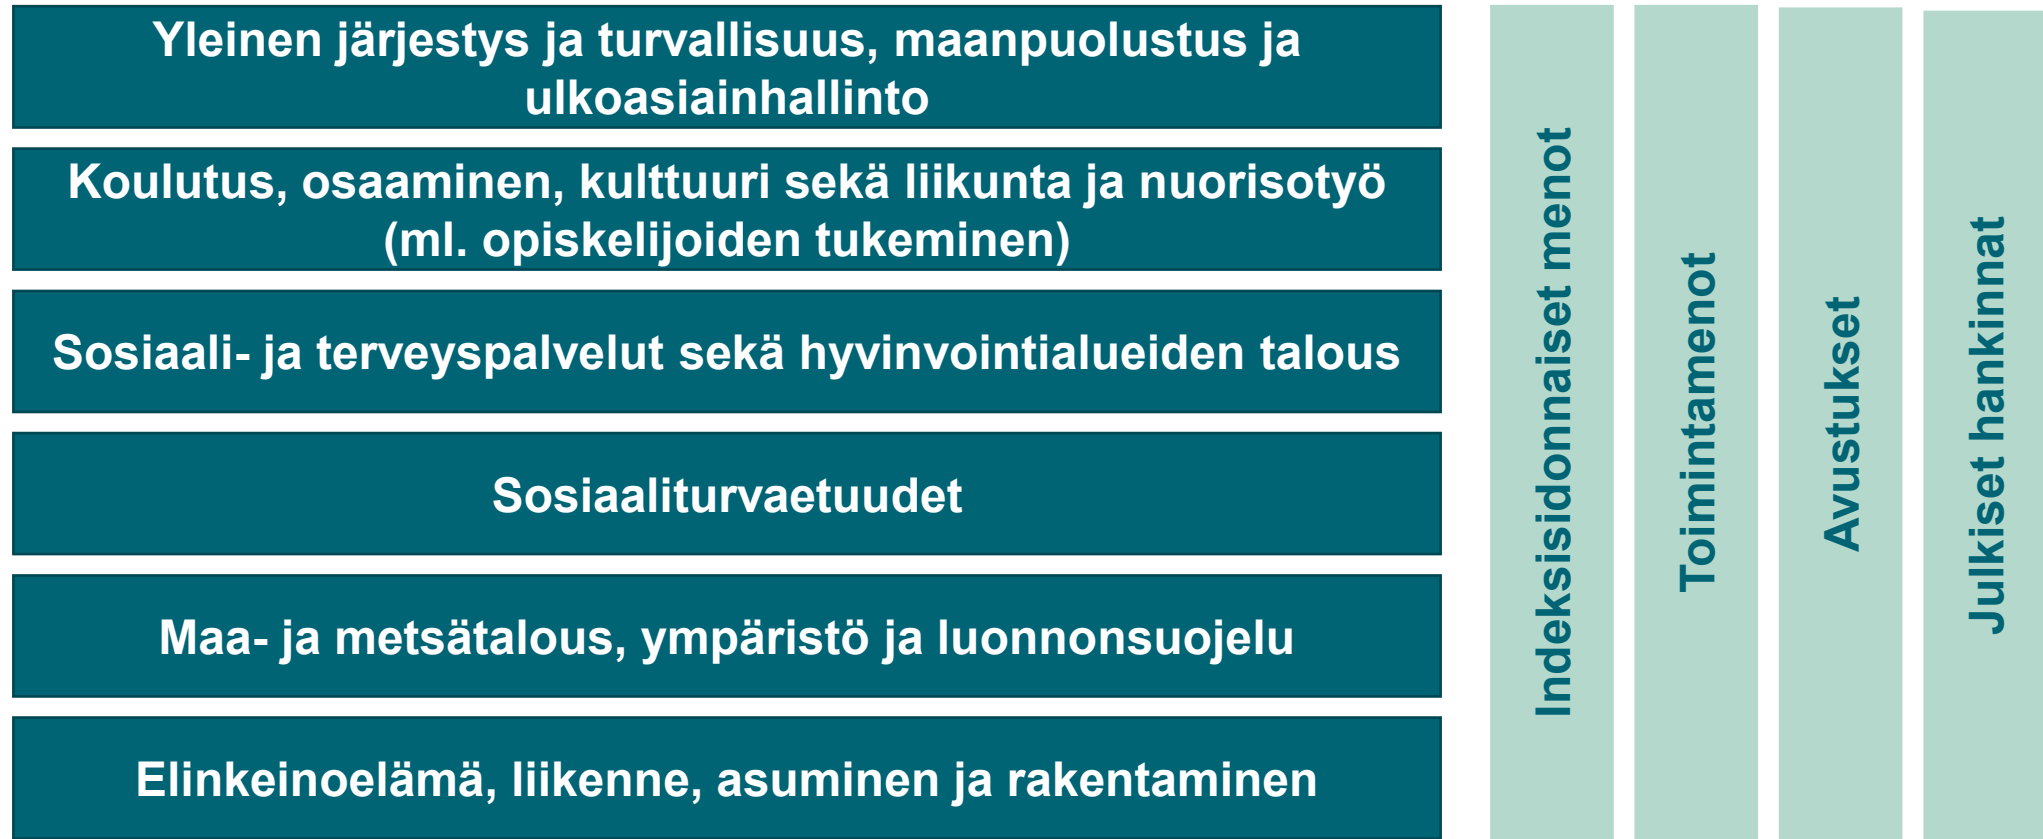 Yleinen järjestys ja turvallisuus, maanpuolustus ja
ulkoasiainhallinto
Koulutus, osaaminen, kulttuuri sekä liikunta ja nuorisotyö
(ml. opiskelijoiden tukeminen)
Sosiaali- ja terveyspalvelut sekä hyvinvointialueiden talous
Sosiaaliturvaetuudet
Maa- ja metsätalous, ympäristö ja luonnonsuojelu
Elinkeinoelämä, liikenne, asuminen ja rakentaminen
Indeksisidonnaiset menot
Toimintamenot
Avustukset
Julkiset hankinnat